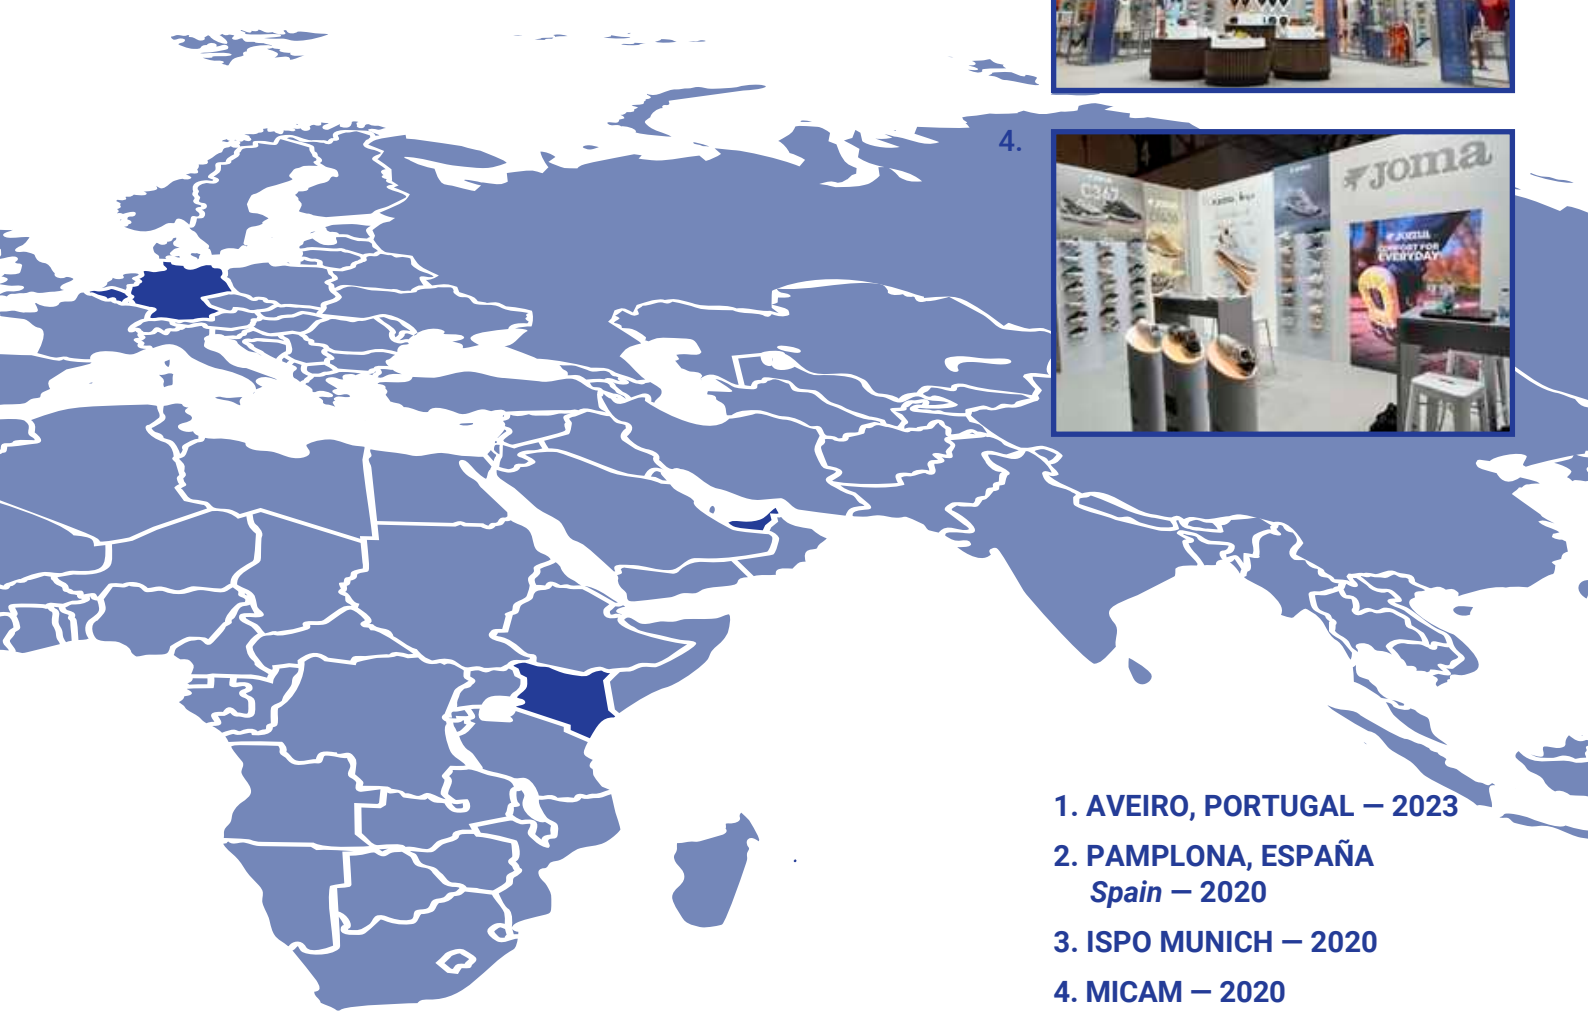 4.
Joma
Joma
COMFORT FOR
EVERYDAY
1. AVEIRO, PORTUGAL — 2023
2. PAMPLONA, ESPAÑA
Spain — 2020
3. ISPO MUNICH — 2020
4. MICAM — 2020